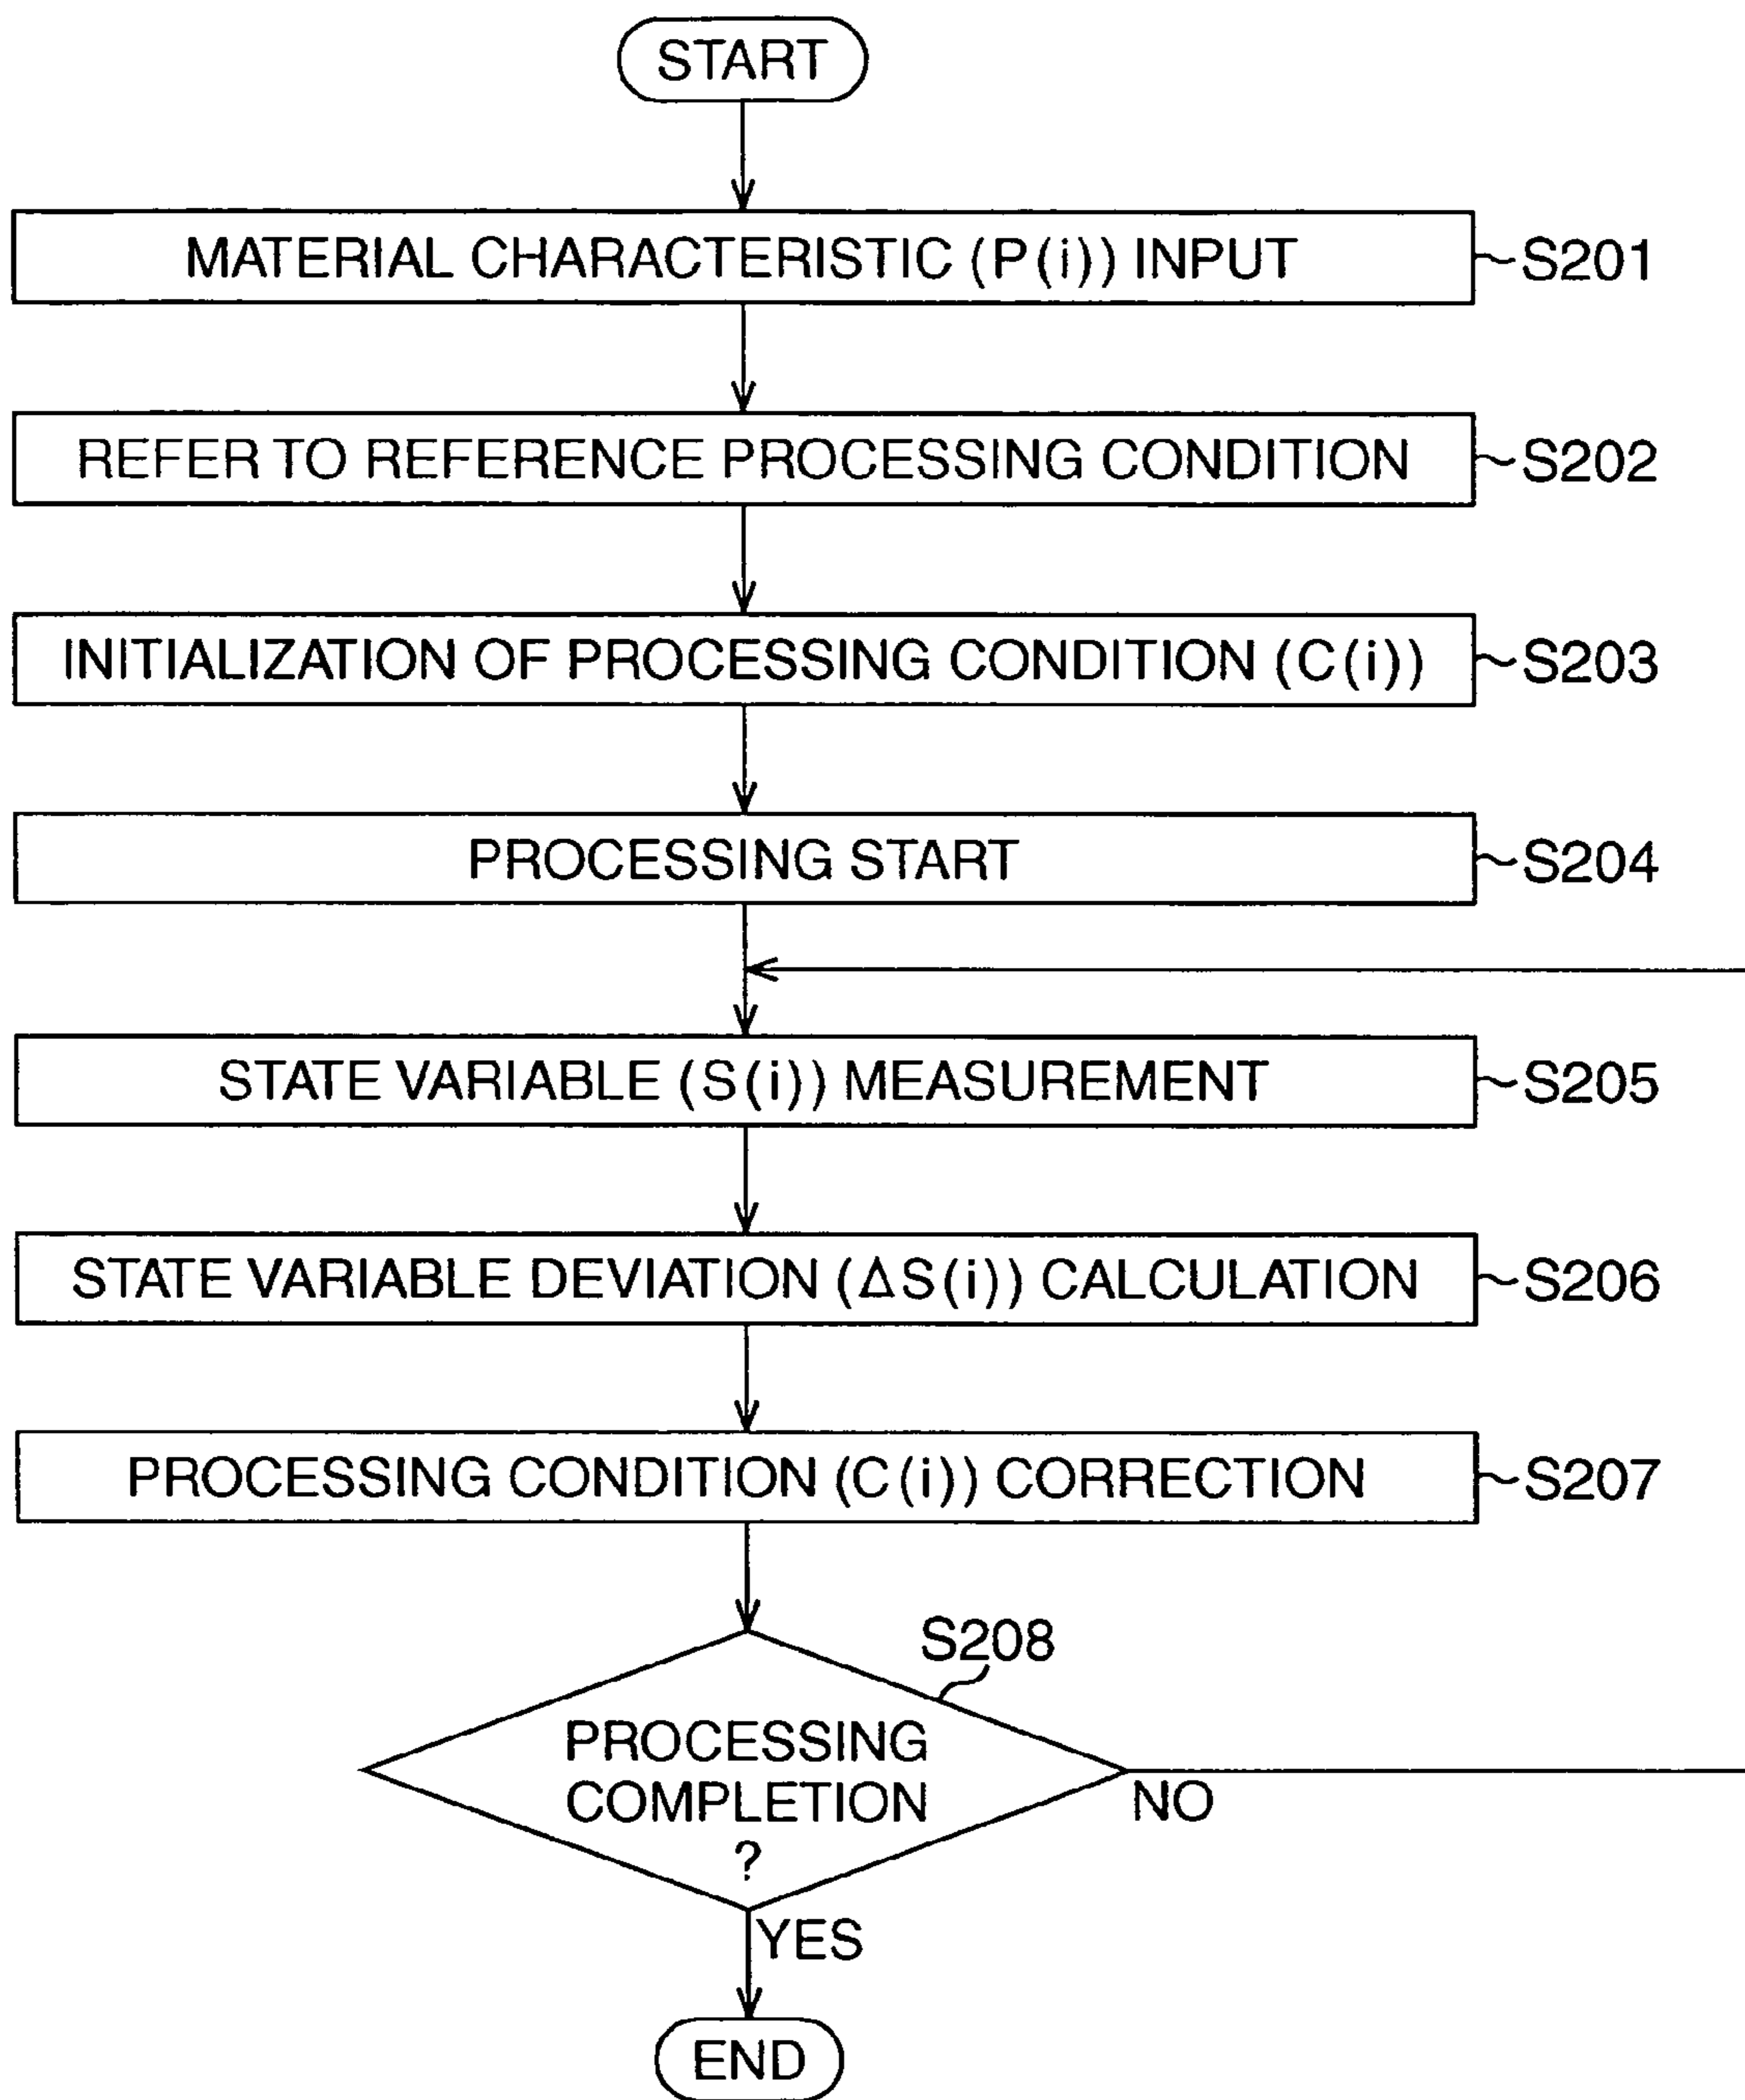 START
MATERIAL CHARACTERISTIC (P(i)) INPUT
S201
REFER TO REFERENCE PROCESSING CONDITION
S202
INITIALIZATION OF PROCESSING CONDITION (C(i))
S203
PROCESSING START
S204
STATE VARIABLE (S(i)) MEASUREMENT
S205
STATE VARIABLE DEVIATION (ΔS(i)) CALCULATION
S206
PROCESSING CONDITION (C(i)) CORRECTION
S207
S208
PROCESSING
COMPLETION
?
NO
YES
END